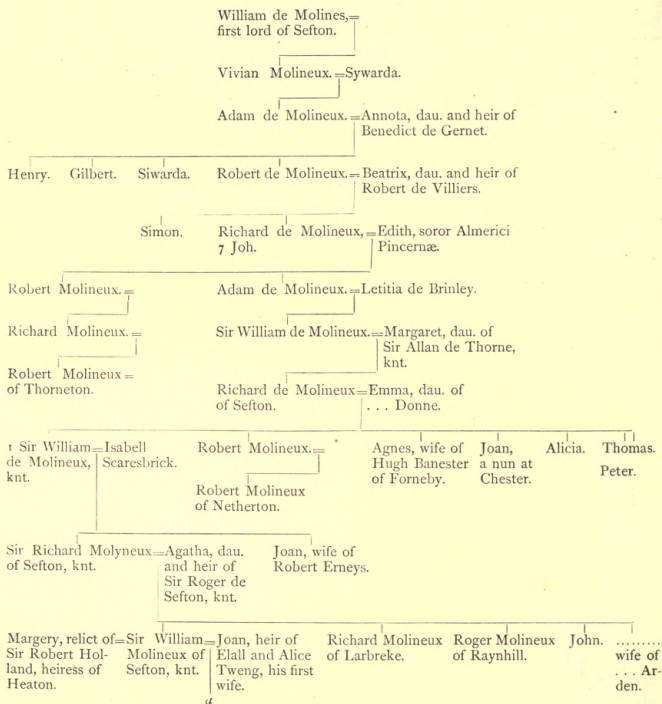 William de Molines,=
first lord of Sefton.
Vivian Molineux.=Sywarda.
Adam de Molineux.=Annota, dau. and heir of
Benedict de Gernet.
Henry. Gilbert. Siwarda. Robert de Molineux.=Beatrix, dau. and heir of
Robert de Villiers.
Simon. Richard de Molineux,=Edith, soror Almerici
7 Joh. Pincernæ.
Robert Molineux.= Adam de Molineux.=Letitia de Brinley.
Richard Molineux.= Sir William de Molineux.=Margaret, dau. of
Sir Allan de Thorne,
knt.
Robert Molineux=
of Thorneton.
Richard de Molineux=Emma, dau. of
of Sefton. . . . Donne.
1 Sir William=Isabell
de Molineux, Scaresbrick.
knt.
Robert Molineux.=
Robert Molineux
of Netherton.
Agnes, wife of
Hugh Banester
of Forneby.
Joan,
a nun at
Chester.
Alicia.
Thomas.
Peter.
Sir Richard Molyneux=Agatha, dau.
of Sefton, knt. and heir of
Sir Roger de
Sefton, knt.
Joan, wife of
Robert Erneys.
Margery, relict of=Sir William=Joan, heir of
Sir Robert Hol- Molineux of Elall and Alice
land, heiress of Sefton, knt. Tweng, his first
Heaton. wife.
a
Richard Molineux
of Larbreke.
Roger Molineux
of Raynhill.
John.
.........
wife of
. . . Ar-
den.